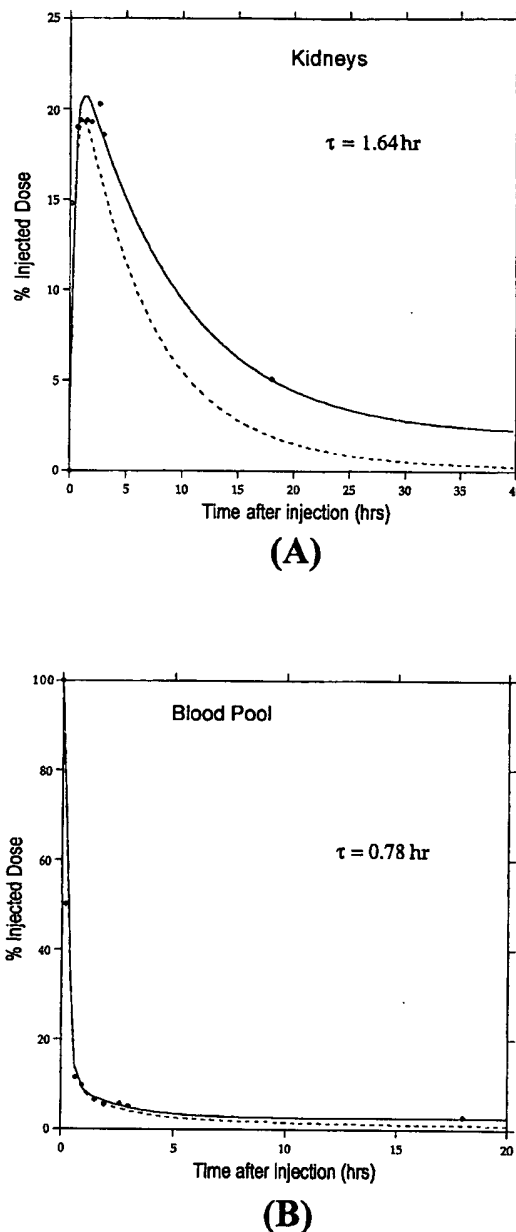 25
20
15
10
5
0
% Injected Dose
Kidneys
τ = 1.64 hr
0 5 10 15 20 25 30 35 40
Time after injection (hrs)
(A)
100
80
60
40
20
0
% Injected Dose
Blood Pool
τ = 0.78 hr
0 5 10 15 20
Time after injection (hrs)
(B)